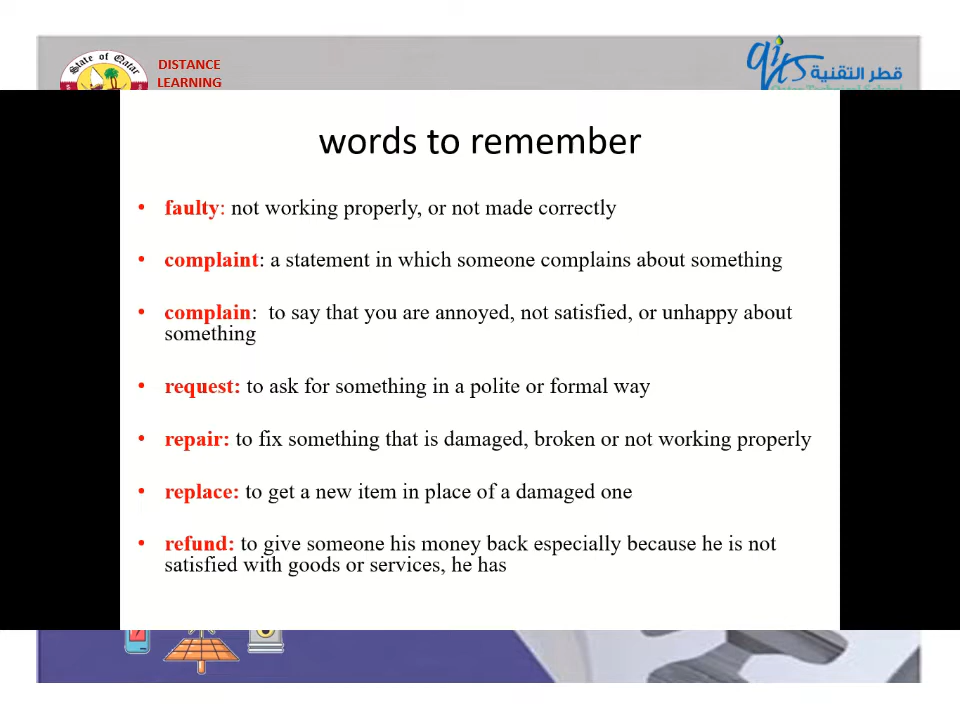 State of Qatar
DISTANCE
LEARNING
qits
قطر التقنية
Qatar Technical School
words to remember
• faulty: not working properly, or not made correctly
• complaint: a statement in which someone complains about something
• complain:  to say that you are annoyed, not satisfied, or unhappy about
something
• request: to ask for something in a polite or formal way
• repair: to fix something that is damaged, broken or not working properly
• replace: to get a new item in place of a damaged one
• refund: to give someone his money back especially because he is not
satisfied with goods or services, he has